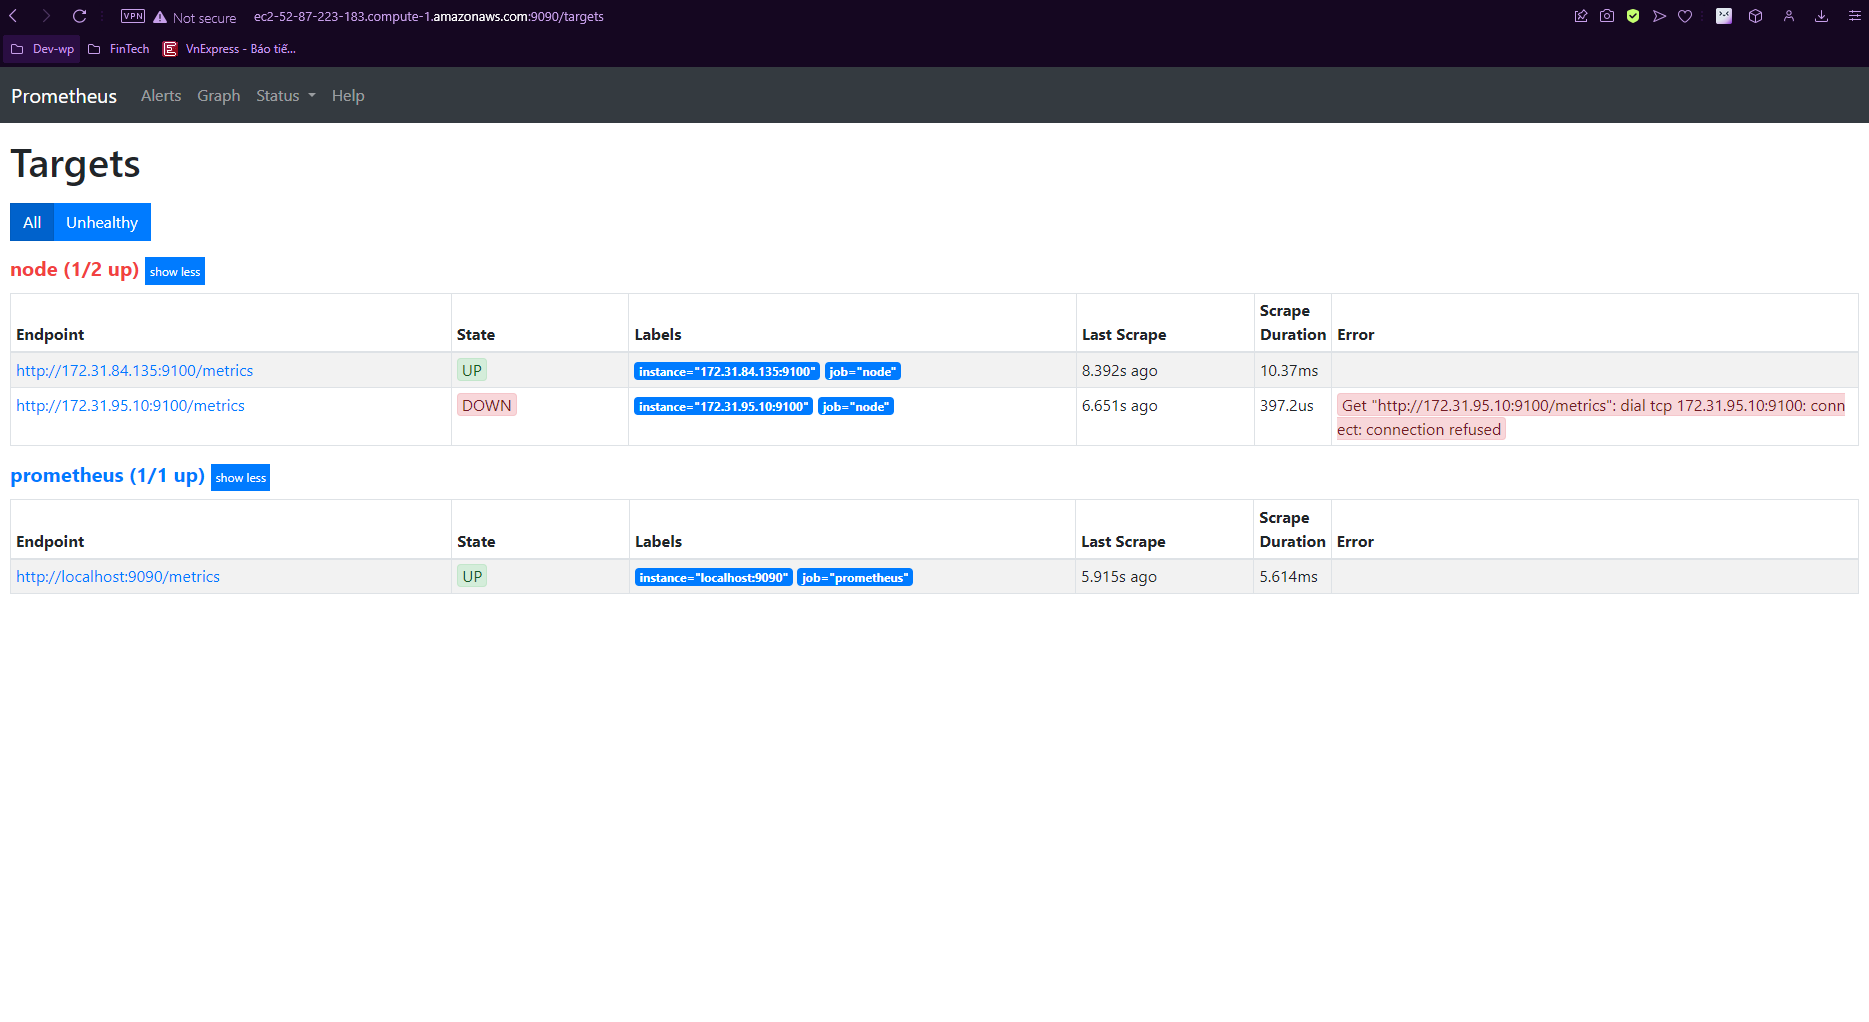 VPN Not secure ec2-52-87-223-183.compute-1.amazonaws.com:9090/targets
Dev-wp FinTech VnExpress - Báo tiế...
Prometheus Alerts Graph Status Help
Targets
All Unhealthy
node (1/2 up) show less
Endpoint State Labels Last Scrape Scrape Duration Error
http://172.31.84.135:9100/metrics UP instance="172.31.84.135:9100" job="node" 8.392s ago 10.37ms
http://172.31.95.10:9100/metrics DOWN instance="172.31.95.10:9100" job="node" 6.651s ago 397.2us Get "http://172.31.95.10:9100/metrics": dial tcp 172.31.95.10:9100: conn
ect: connection refused
prometheus (1/1 up) show less
Endpoint State Labels Last Scrape Scrape Duration Error
http://localhost:9090/metrics UP instance="localhost:9090" job="prometheus" 5.915s ago 5.614ms